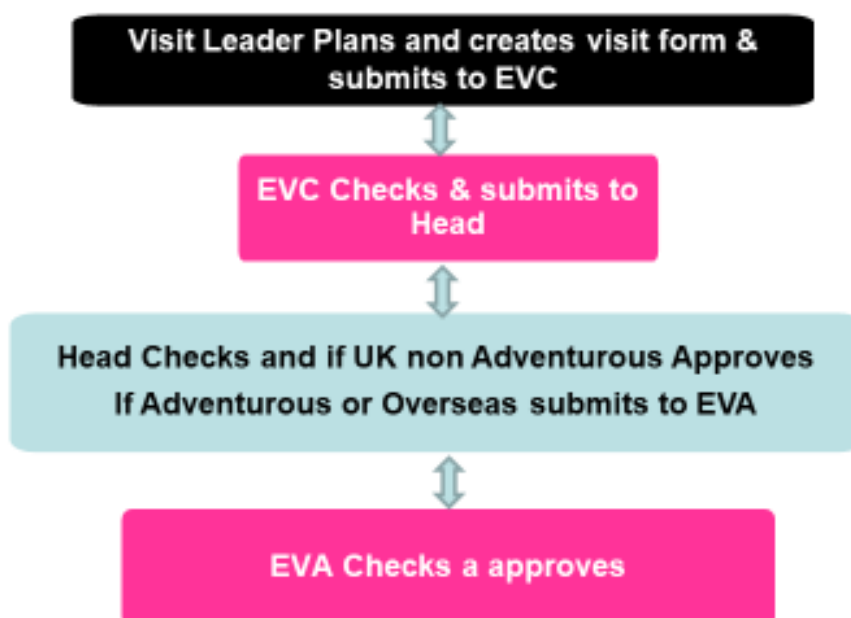 Visit Leader Plans and creates visit form &
submits to EVC
EVC Checks & submits to
Head
Head Checks and if UK non Adventurous Approves
If Adventurous or Overseas submits to EVA
EVA Checks a approves